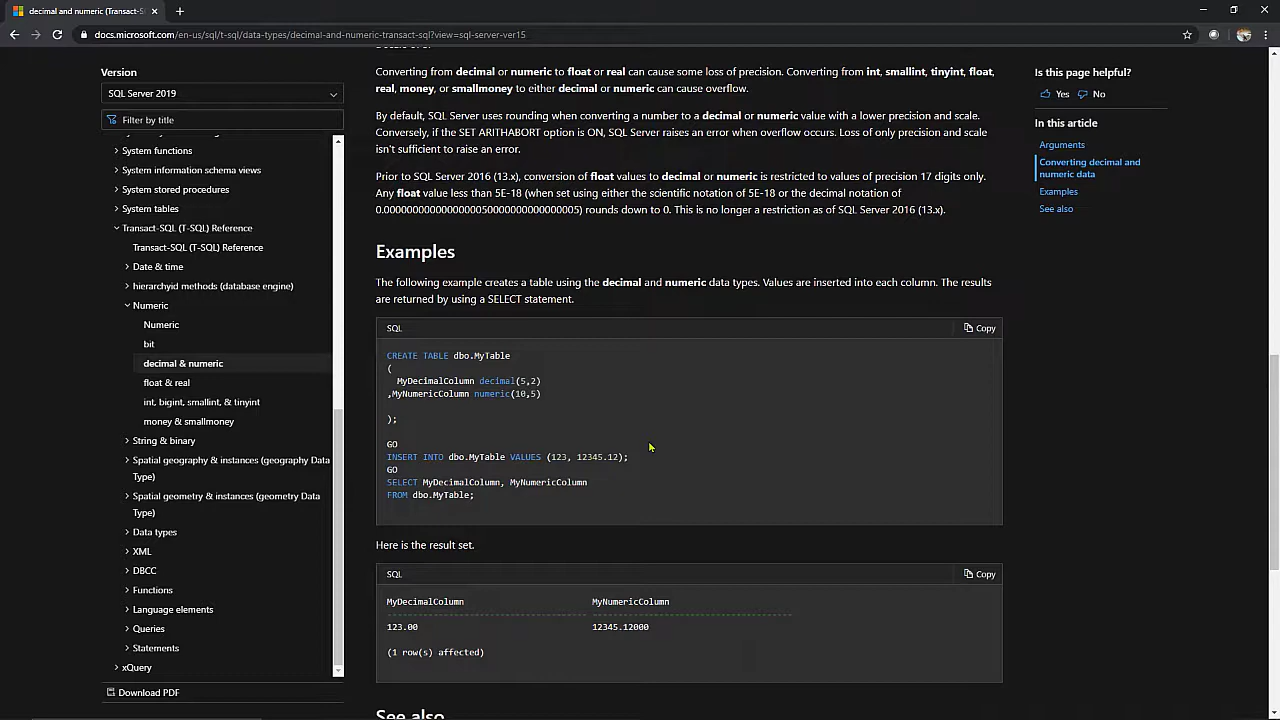 decimal and numeric (Transact-S
docs.microsoft.com/en-us/sql/t-sql/data-types/decimal-and-numeric-transact-sql?view=sql-server-ver15
Version
SQL Server 2019
Filter by title
System functions
System information schema views
System stored procedures
System tables
Transact-SQL (T-SQL) Reference
Transact-SQL (T-SQL) Reference
Date & time
hierarchyid methods (database engine)
Numeric
Numeric
bit
decimal & numeric
float & real
int, bigint, smallint, & tinyint
money & smallmoney
String & binary
Spatial geography & instances (geography Data
Type)
Spatial geometry & instances (geometry Data
Type)
Data types
XML
DBCC
Functions
Language elements
Queries
Statements
xQuery
Download PDF
Converting from decimal or numeric to float or real can cause some loss of precision. Converting from int, smallint, tinyint, float,
real, money, or smallmoney to either decimal or numeric can cause overflow.
By default, SQL Server uses rounding when converting a number to a decimal or numeric value with a lower precision and scale.
Conversely, if the SET ARITHABORT option is ON, SQL Server raises an error when overflow occurs. Loss of only precision and scale
isn't sufficient to raise an error.
Prior to SQL Server 2016 (13.x), conversion of float values to decimal or numeric is restricted to values of precision 17 digits only.
Any float value less than 5E-18 (when set using either the scientific notation of 5E-18 or the decimal notation of
rounds down to 0. This is no longer a restriction as of SQL Server 2016 (13.x).
Examples
The following example creates a table using the decimal and numeric data types. Values are inserted into each column. The results
are returned by using a SELECT statement.
SQL
Copy
CREATE TABLE dbo.MyTable
(
MyDecimalColumn decimal(5,2)
,MyNumericColumn numeric(10,5)
);
GO
INSERT INTO dbo.MyTable VALUES (123, 12345.12);
GO
SELECT MyDecimalColumn, MyNumericColumn
FROM dbo.MyTable;
Here is the result set.
SQL
Copy
MyDecimalColumn MyNumericColumn
123.00 12345.12000
(1 row(s) affected)
See also
Is this page helpful?
Yes No
In this article
Arguments
Converting decimal and
numeric data
Examples
See also